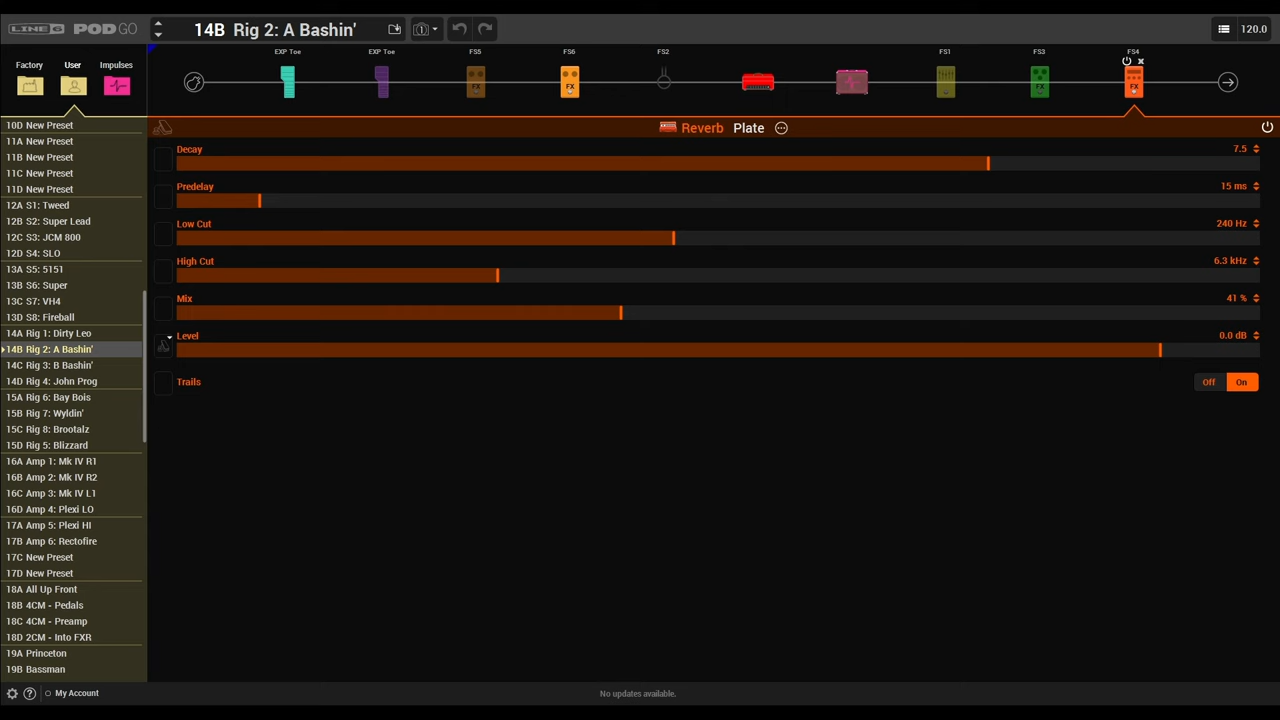 LINE 6 POD GO
14B Rig 2: A Bashin'
1
120.0
Factory User Impulses
EXP Toe EXP Toe FS5 FS6 FS2 FS1 FS3 FS4
FX FX FX FX
Reverb Plate
10D New Preset
11A New Preset
11B New Preset
11C New Preset
11D New Preset
12A S1: Tweed
12B S2: Super Lead
12C S3: JCM 800
12D S4: SLO
13A S5: 5151
13B S6: Super
13C S7: VH4
13D S8: Fireball
14A Rig 1: Dirty Leo
14B Rig 2: A Bashin'
14C Rig 3: B Bashin'
14D Rig 4: John Prog
15A Rig 6: Bay Bois
15B Rig 7: Wyldin'
15C Rig 8: Brootalz
15D Rig 5: Blizzard
16A Amp 1: Mk IV R1
16B Amp 2: Mk IV R2
16C Amp 3: Mk IV L1
16D Amp 4: Plexi LO
17A Amp 5: Plexi HI
17B Amp 6: Rectofire
17C New Preset
17D New Preset
18A All Up Front
18B 4CM - Pedals
18C 4CM - Preamp
18D 2CM - Into FXR
19A Princeton
19B Bassman
Decay 7.5
Predelay 15 ms
Low Cut 240 Hz
High Cut 6.3 kHz
Mix 41 %
Level 0.0 dB
Trails Off On
? My Account
No updates available.